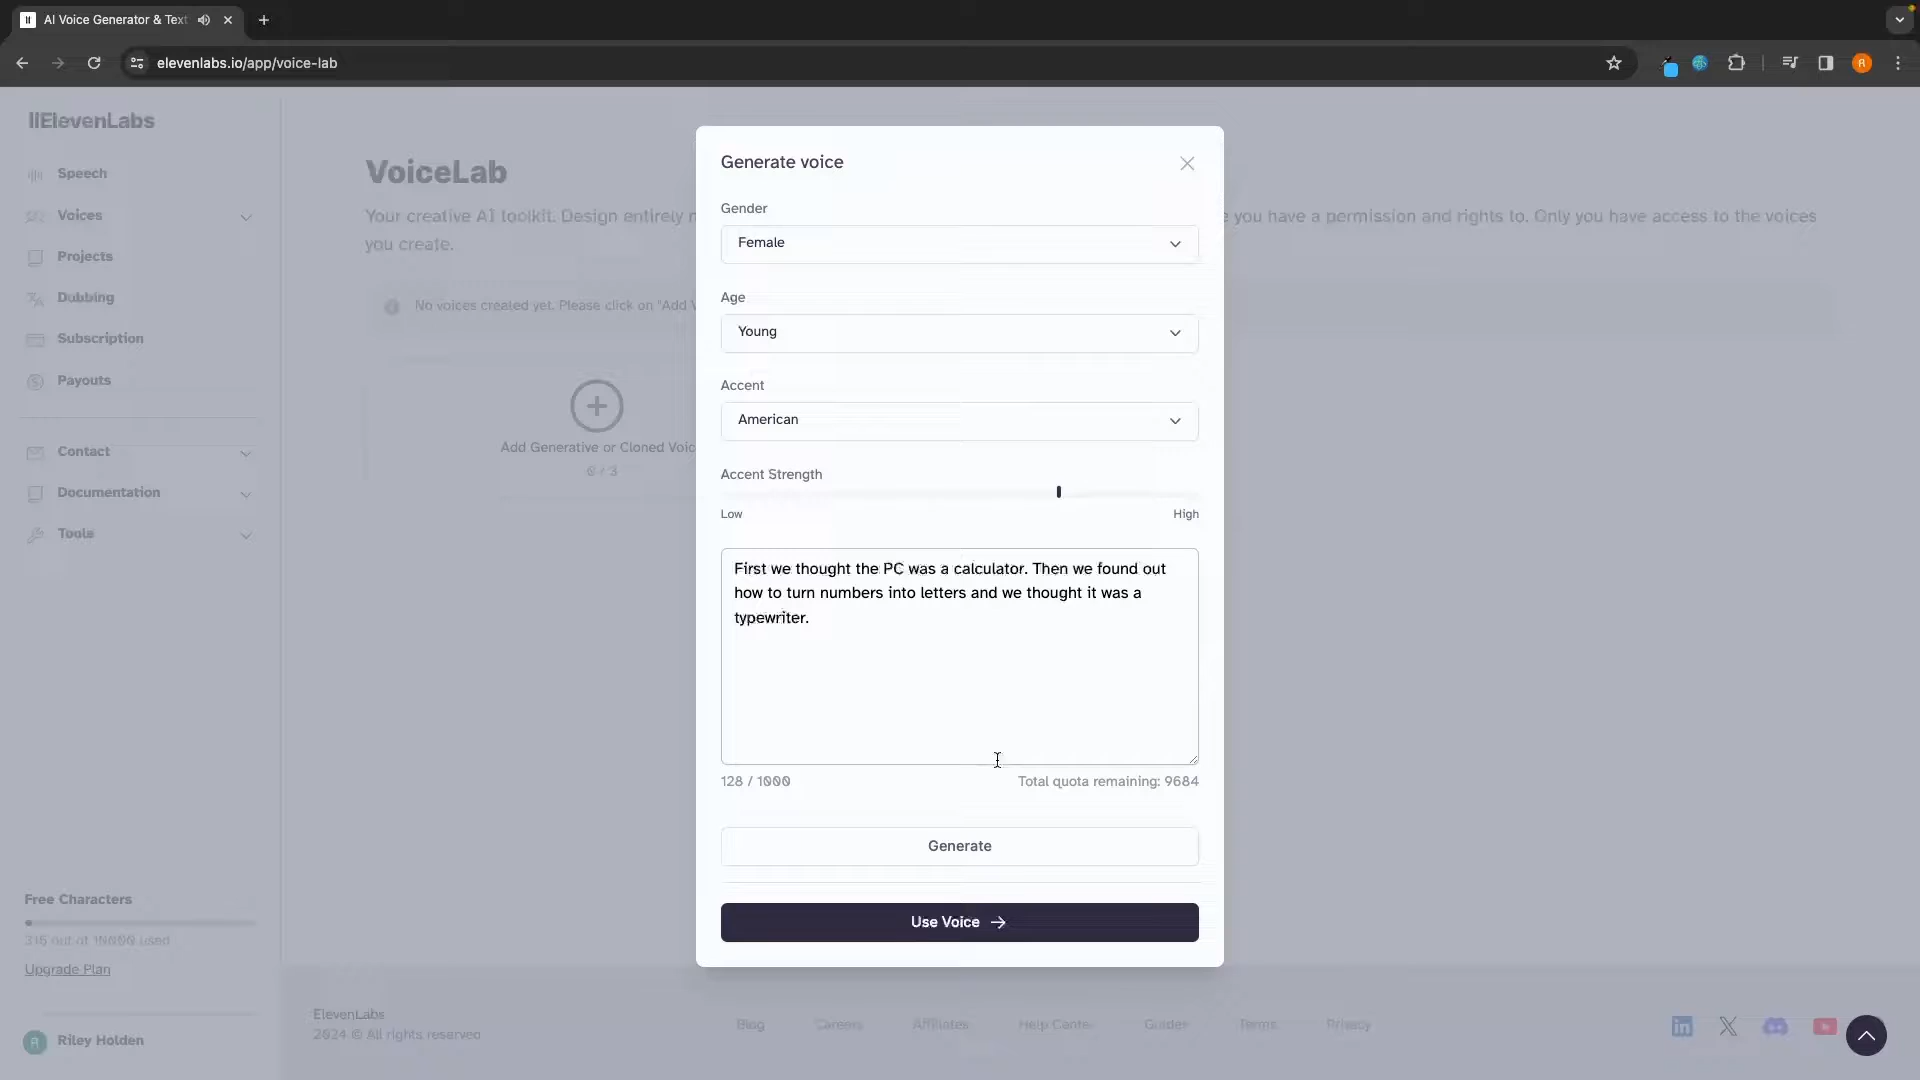 AI Voice Generator & Text
elevenlabs.io/app/voice-lab
R
IIElevenLabs
Speech
Voices
Projects
Dubbing
Subscription
Payouts
Contact
Documentation
Tools
Free Characters
315 out of 10000 used
Upgrade Plan
R
Riley Holden
VoiceLab
Your creative AI toolkit. Design entirely
you have a permission and rights to. Only you have access to the voices
you create.
No voices created yet. Please click on "Add
Add Generative or Cloned
0 / 3
Generate voice
Gender
Female
Age
Young
Accent
American
Accent Strength
Low
High
First we thought the PC was a calculator. Then we found out
how to turn numbers into letters and we thought it was a
typewriter.
128 / 1000
Total quota remaining: 9684
Generate
Use Voice →
ElevenLabs
2024 © All rights reserved
Blog
Careers
Affiliates
Help Cente
Guides
Terms
Privacy